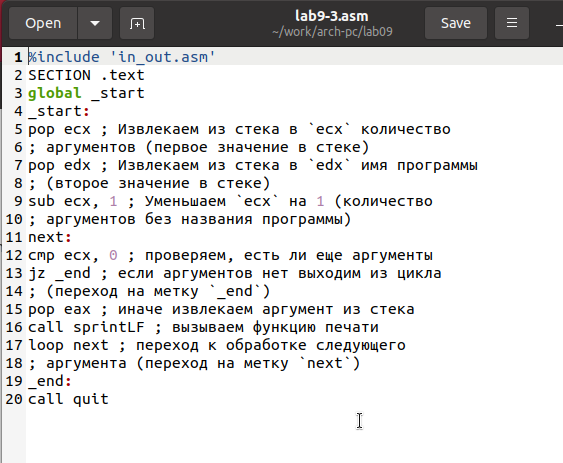 Open
lab9-3.asm
~/work/arch-pc/lab09
Save
1 %include 'in_out.asm'
2 SECTION .text
3 global _start
4 _start:
5 pop ecx ; Извлекаем из стека в `ecx` количество
6 ; аргументов (первое значение в стеке)
7 pop edx ; Извлекаем из стека в `edx` имя программы
8 ; (второе значение в стеке)
9 sub ecx, 1 ; Уменьшаем `ecx` на 1 (количество
10 ; аргументов без названия программы)
11 next:
12 cmp ecx, 0 ; проверяем, есть ли еще аргументы
13 jz _end ; если аргументов нет выходим из цикла
14 ; (переход на метку `_end`)
15 pop eax ; иначе извлекаем аргумент из стека
16 call sprintLF ; вызываем функцию печати
17 loop next ; переход к обработке следующего
18 ; аргумента (переход на метку `next`)
19 _end:
20 call quit